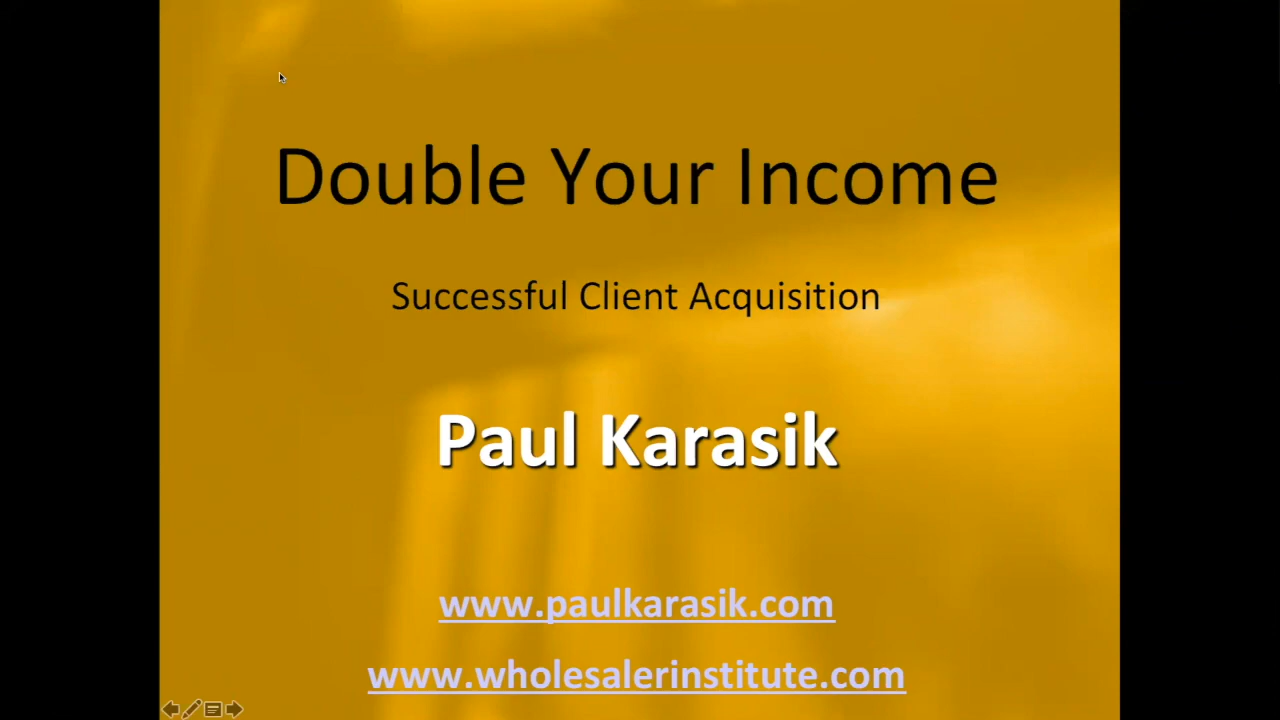 Double Your Income
Successful Client Acquisition
Paul Karasik
www.paulkarasik.com
www.wholesalerinstitute.com